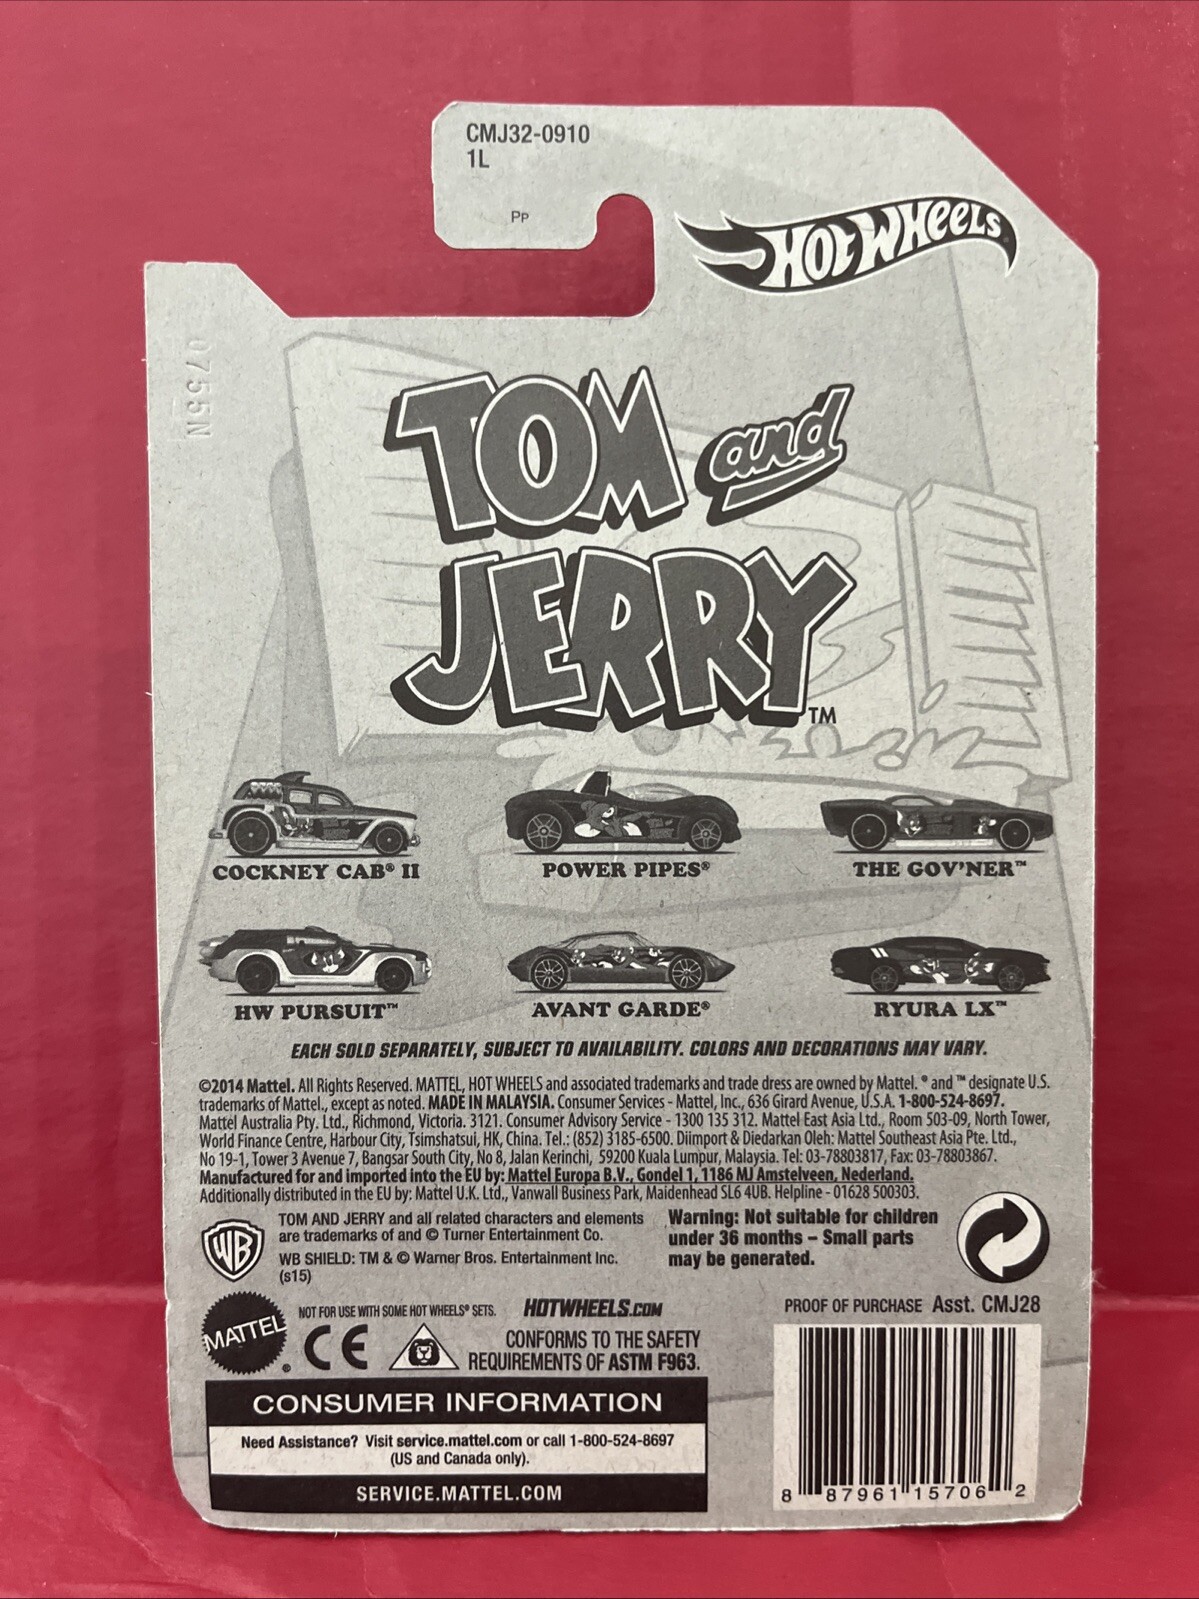 CMJ32-0910
1L
PP
HOT WHEELS
0755N
TOM and
JERRY™
COCKNEY CAB® II
POWER PIPES®
THE GOV'NER™
HW PURSUIT™
AVANT GARDE®
RYURA LX™
EACH SOLD SEPARATELY, SUBJECT TO AVAILABILITY. COLORS AND DECORATIONS MAY VARY.
©2014 Mattel. All Rights Reserved. MATTEL, HOT WHEELS and associated trademarks and trade dress are owned by Mattel. ® and ™ designate U.S.
trademarks of Mattel., except as noted. MADE IN MALAYSIA. Consumer Services - Mattel, Inc., 636 Girard Avenue, U.S.A. 1-800-524-8697.
Mattel Australia Pty. Ltd., Richmond, Victoria. 3121. Consumer Advisory Service - 1300 135 312. Mattel East Asia Ltd., Room 503-09, North Tower,
World Finance Centre, Harbour City, Tsimshatsui, HK, China. Tel.: (852) 3185-6500. Diimport & Diedarkan Oleh: Mattel Southeast Asia Pte. Ltd.,
No 19-1, Tower 3 Avenue 7, Bangsar South City, No 8, Jalan Kerinchi, 59200 Kuala Lumpur, Malaysia. Tel: 03-78803817, Fax: 03-78803867.
Manufactured for and imported into the EU by: Mattel Europa B.V., Gondel 1, 1186 MJ Amstelveen, Nederland.
Additionally distributed in the EU by: Mattel U.K. Ltd., Vanwall Business Park, Maidenhead SL6 4UB. Helpline - 01628 500303.
WB
TOM AND JERRY and all related characters and elements
are trademarks of and © Turner Entertainment Co.
WB SHIELD: TM & © Warner Bros. Entertainment Inc.
(s15)
Warning: Not suitable for children
under 36 months – Small parts
may be generated.
MATTEL®
NOT FOR USE WITH SOME HOT WHEELS® SETS.
HOTWHEELS.COM
CE
CONFORMS TO THE SAFETY
REQUIREMENTS OF ASTM F963.
PROOF OF PURCHASE Asst. CMJ28
CONSUMER INFORMATION
Need Assistance? Visit service.mattel.com or call 1-800-524-8697
(US and Canada only).
SERVICE.MATTEL.COM
8 87961 15706 2